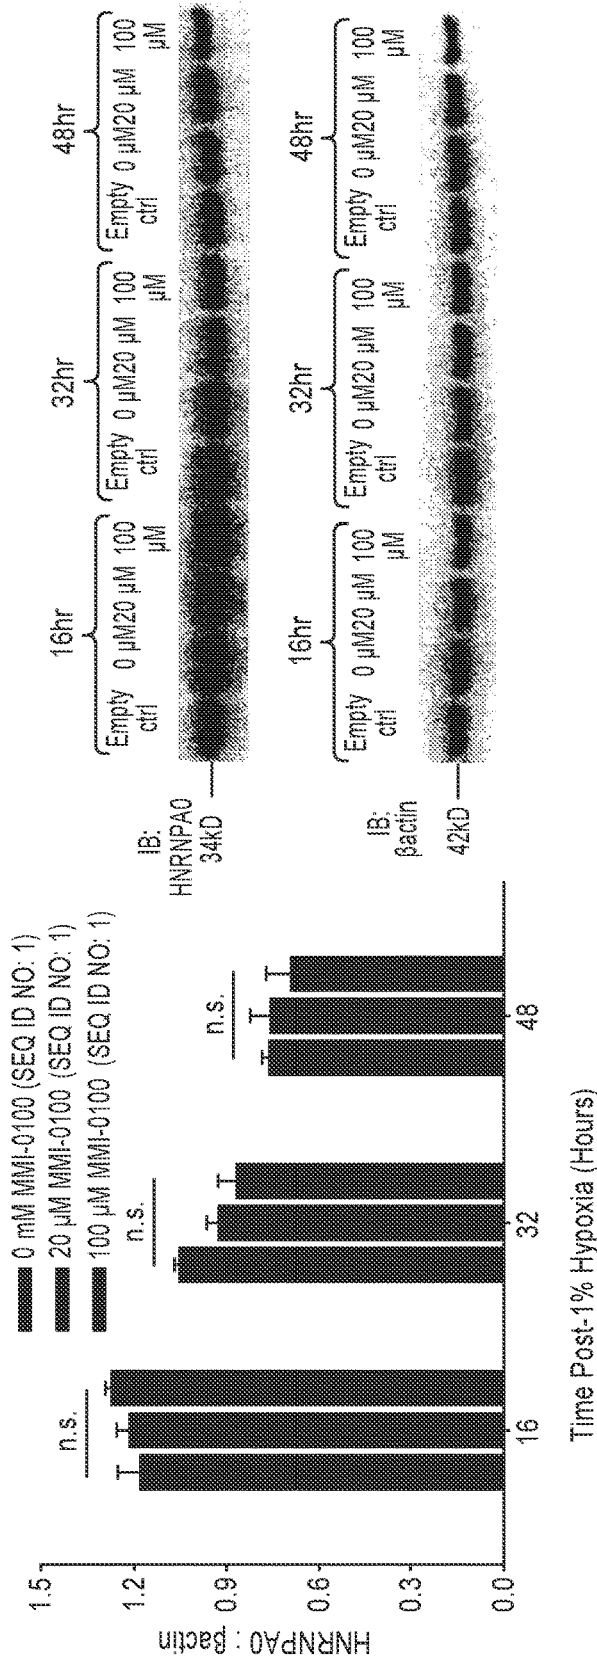 0 mM MMI-0100 (SEQ ID NO: 1)
20 µM MMI-0100 (SEQ ID NO: 1)
100 µM MMI-0100 (SEQ ID NO: 1)
HNRNPA0 : βactin
1.5
1.2
0.9
0.6
0.3
0.0
n.s.
n.s.
n.s.
16
32
48
Time Post-1% Hypoxia (Hours)
16hr
32hr
48hr
Empty ctrl 0 µM 20 µM 100 µM
Empty ctrl 0 µM 20 µM 100 µM
Empty ctrl 0 µM 20 µM 100 µM
IB:
HNRNPA0
34kD
16hr
32hr
48hr
Empty ctrl 0 µM 20 µM 100 µM
Empty ctrl 0 µM 20 µM 100 µM
Empty ctrl 0 µM 20 µM 100 µM
IB:
βactin
42kD